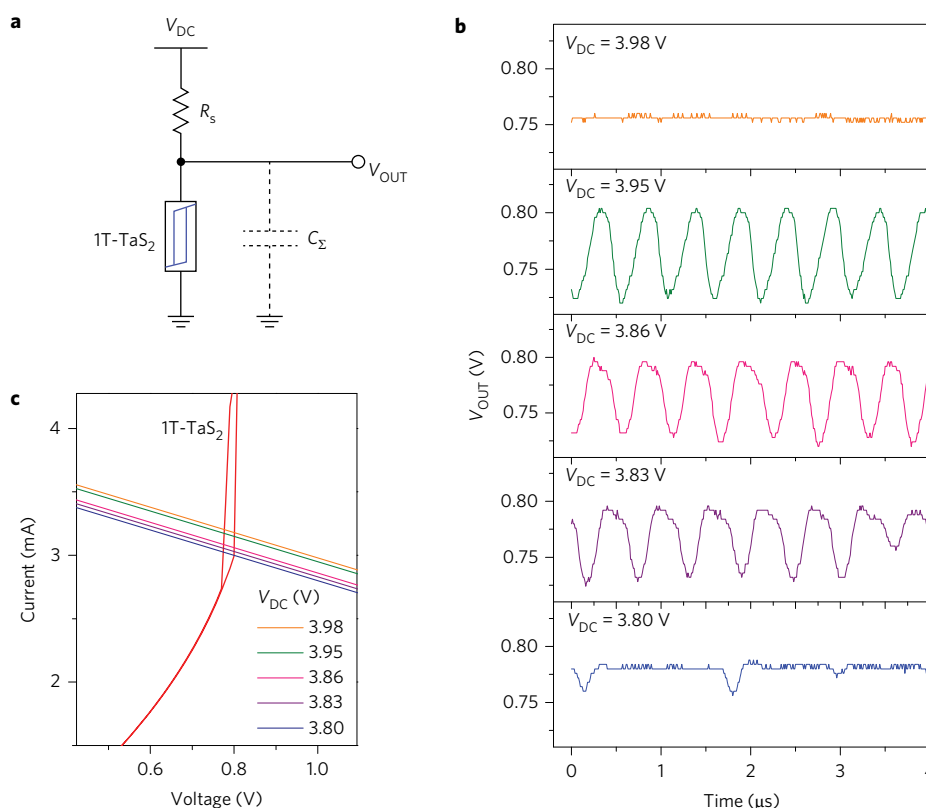 a
V_DC
R_s
V_OUT
1T-TaS₂
C_Σ
b
V_DC = 3.98 V
0.80
0.75
V_DC = 3.95 V
0.80
0.75
V_DC = 3.86 V
0.80
0.75
V_DC = 3.83 V
0.80
0.75
V_DC = 3.80 V
0.80
0.75
V_OUT (V)
0 1 2 3 4
Time (μs)
c
1T-TaS₂
4
3
2
Current (mA)
V_DC (V)
3.98
3.95
3.86
3.83
3.80
0.6 0.8 1.0
Voltage (V)